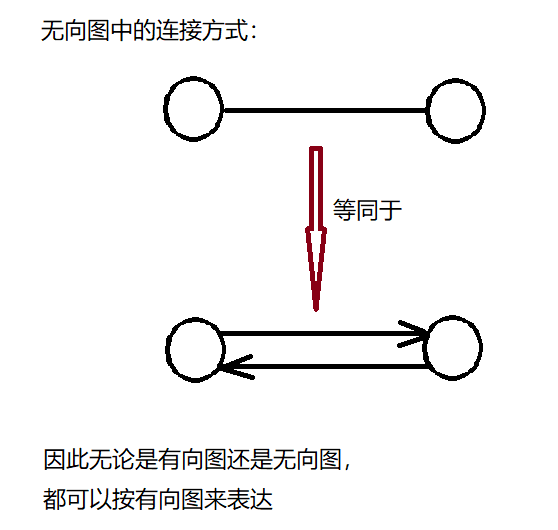 无向图中的连接方式：
等同于
因此无论是有向图还是无向图，
都可以按有向图来表达